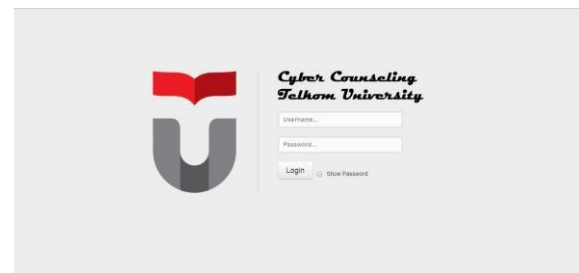 Cyber Counseling
Telkom University
Username...
Password...
Login
Show Password